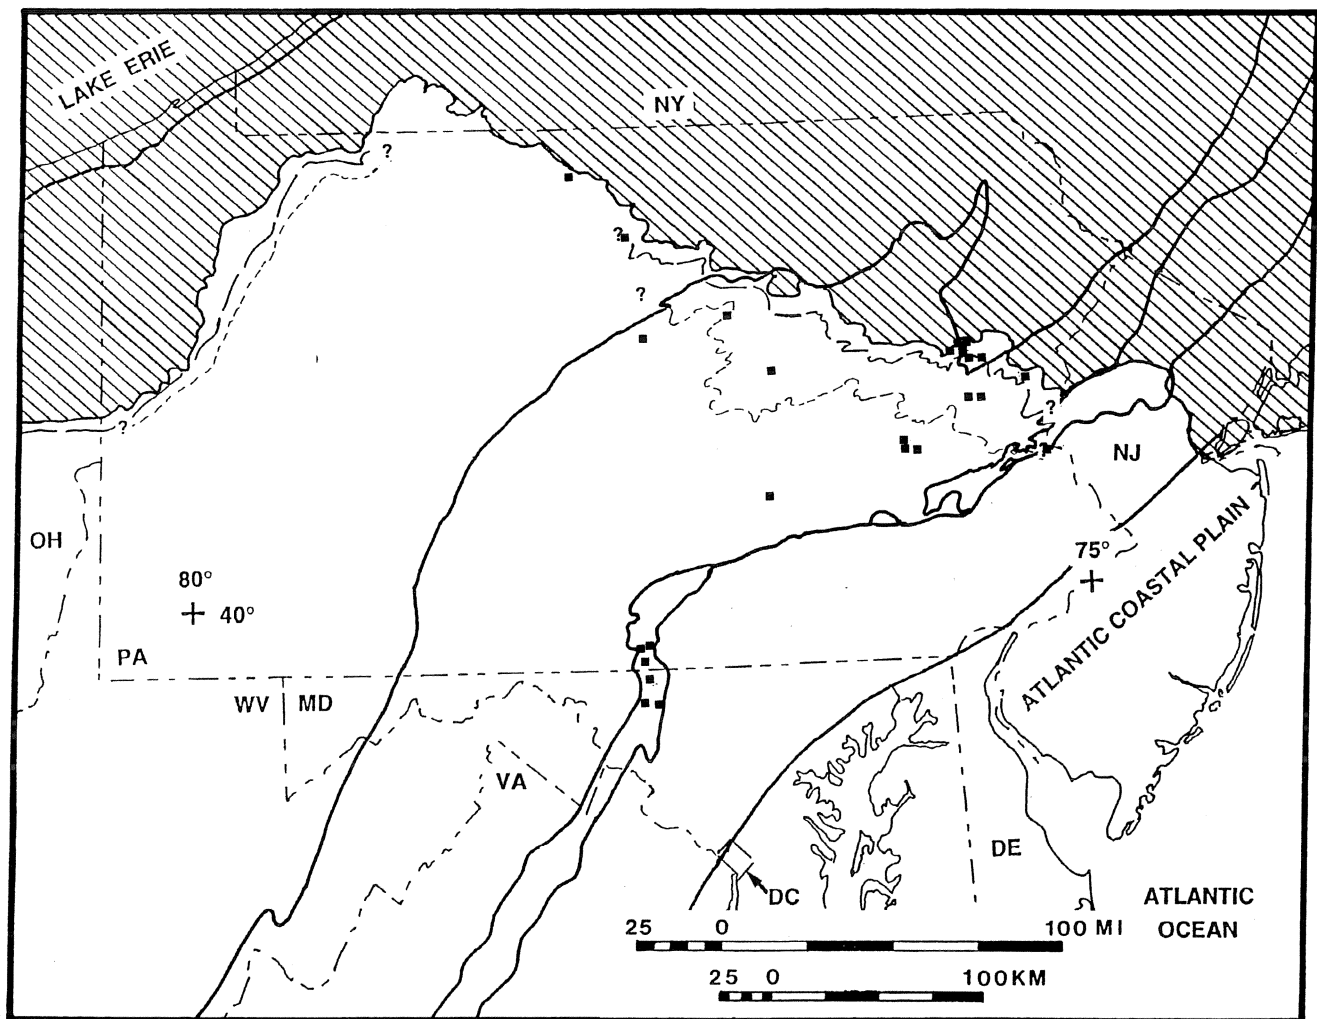 LAKE ERIE
NY
?
?
?
?
?
?
NJ
OH
75°
80°
40°
ATLANTIC COASTAL PLAIN
PA
WV
MD
VA
DE
DC
ATLANTIC
OCEAN
25 0 100 MI
25 0 100KM